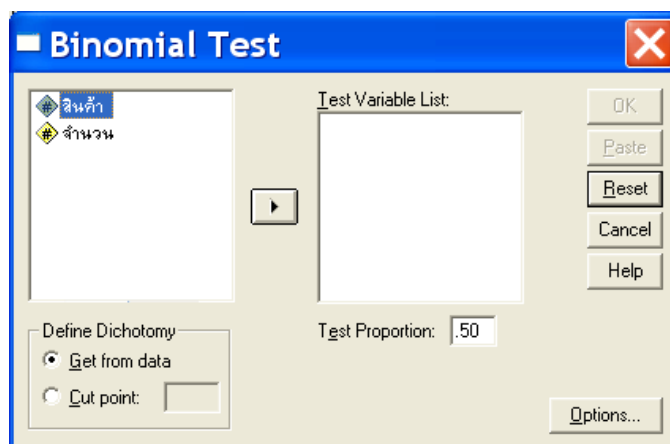 Binomial Test
สินค้า
จำนวน
Test Variable List:
OK
Paste
Reset
Cancel
Help
Define Dichotomy
Get from data
Cut point:
Test Proportion: .50
Options...